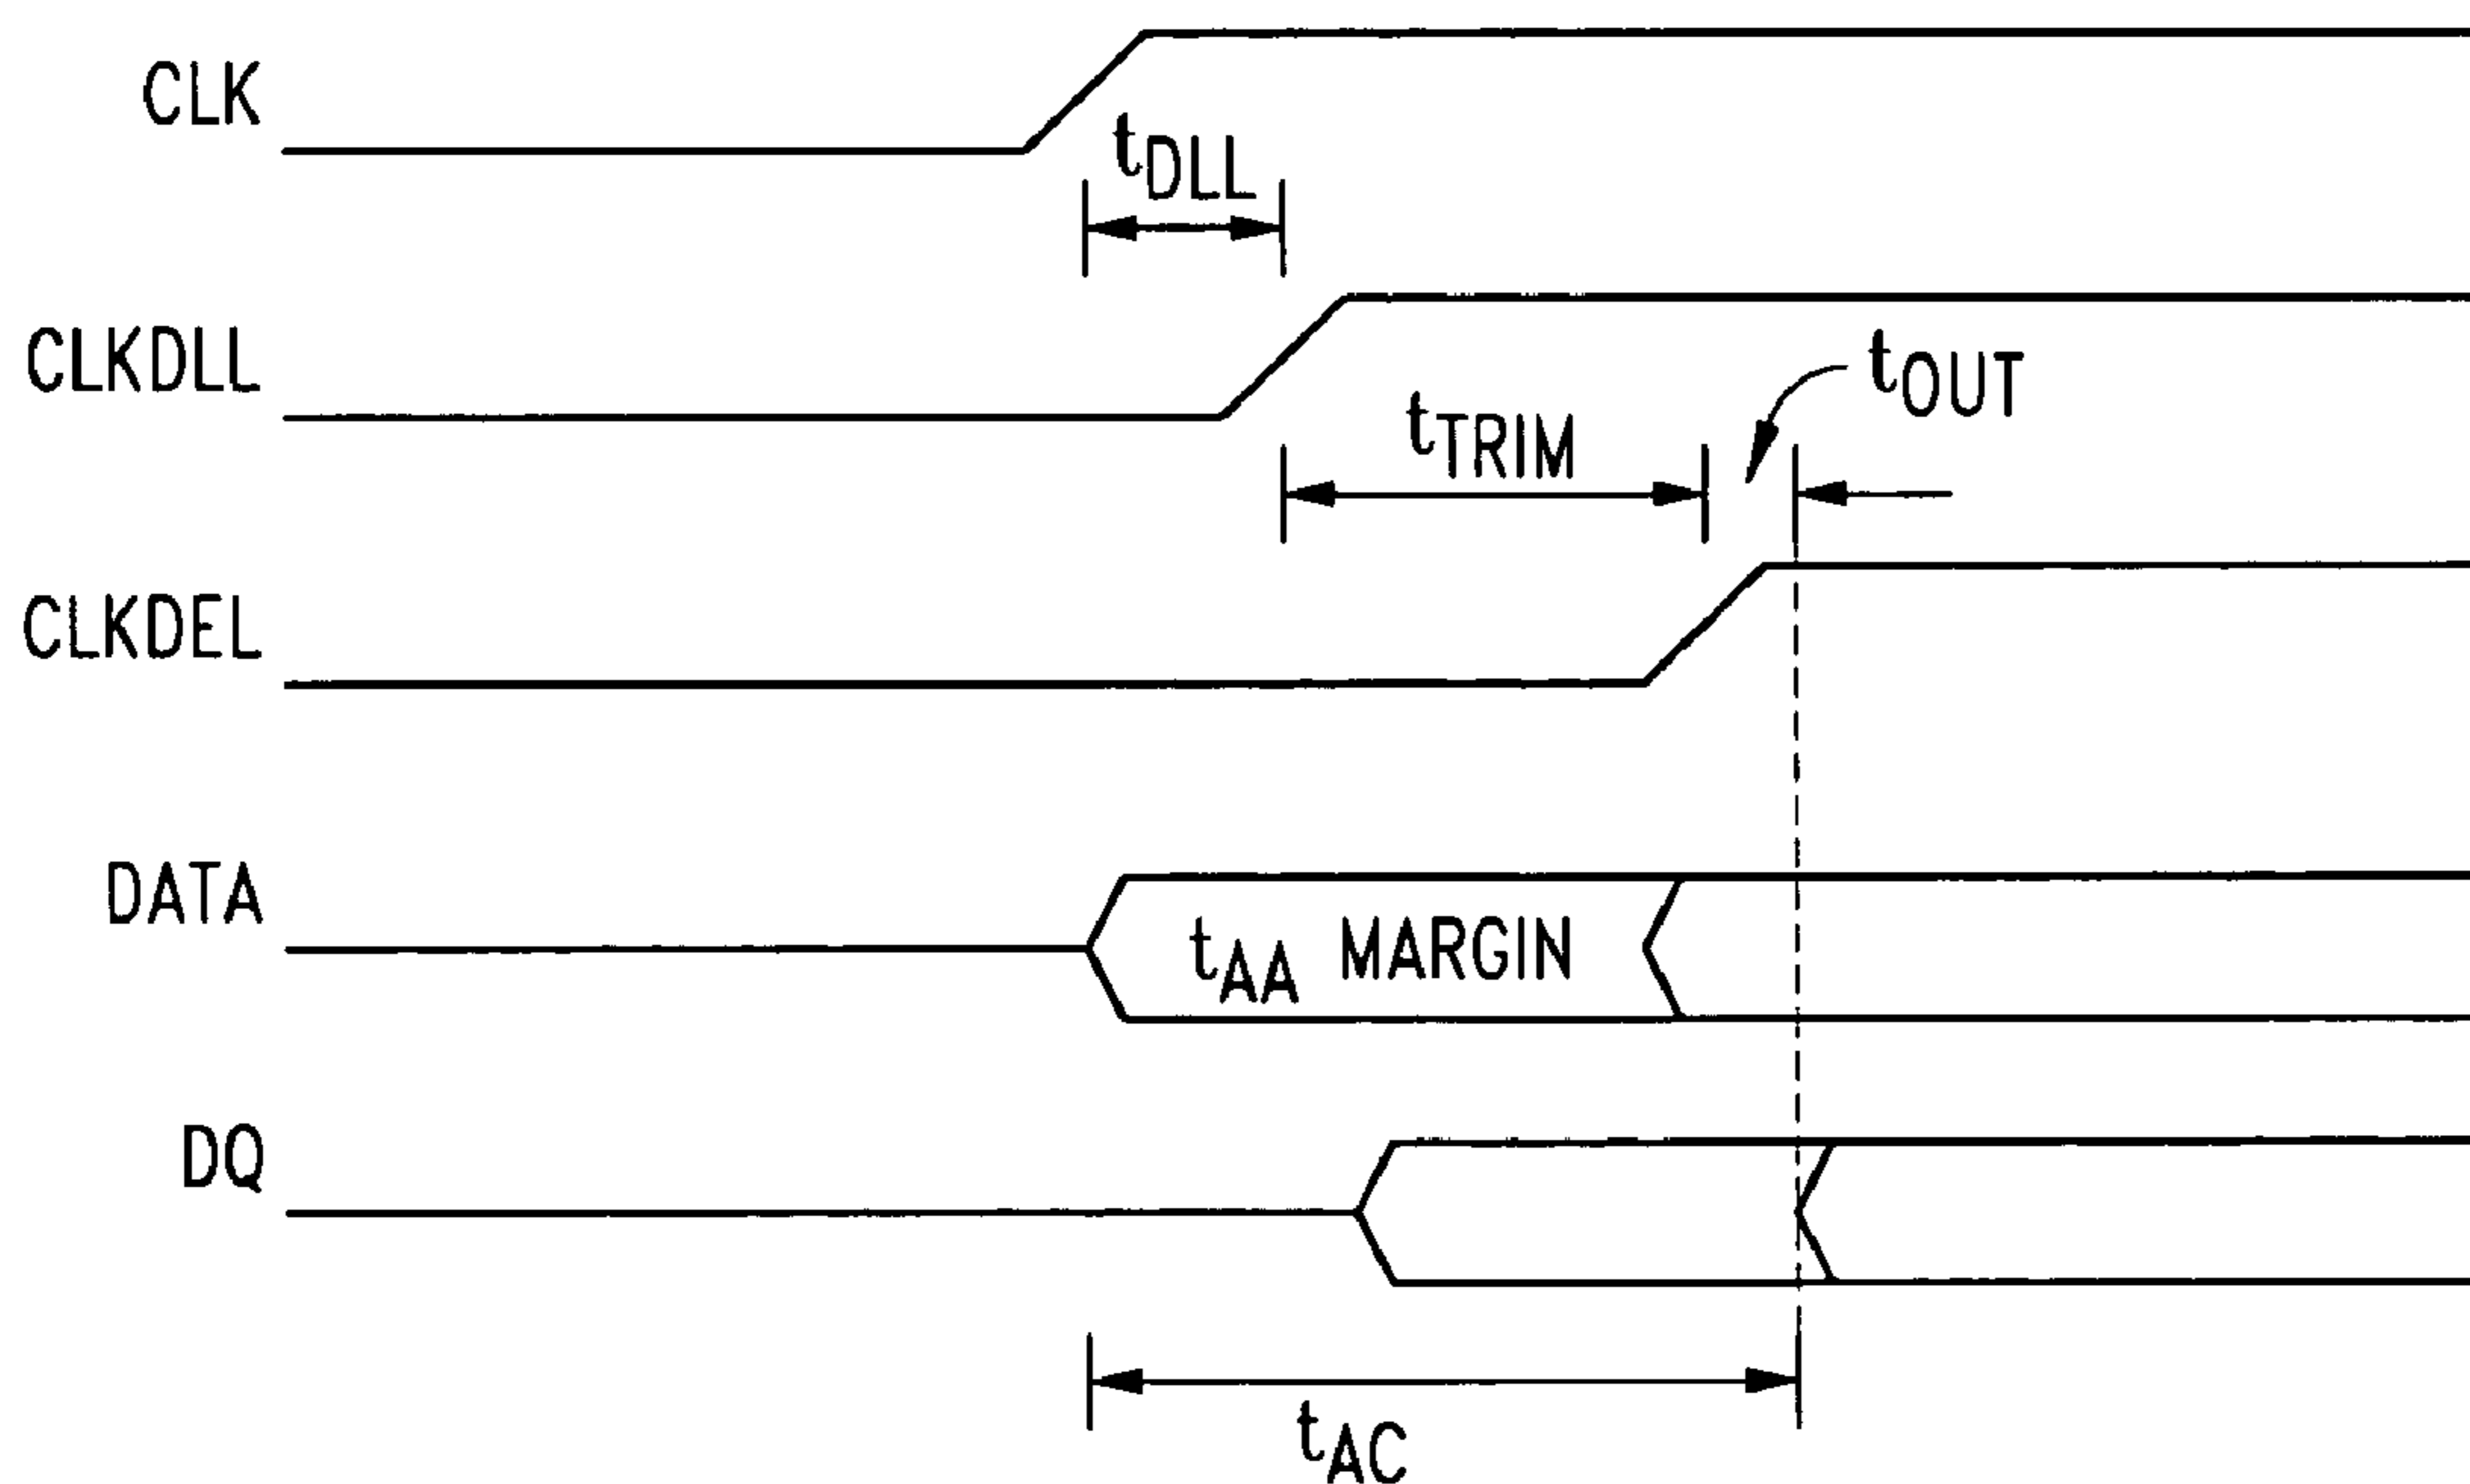 CLK
tDLL
CLKDLL
tOUT
tTRIM
CLKDEL
DATA
tAA MARGIN
DQ
tAC